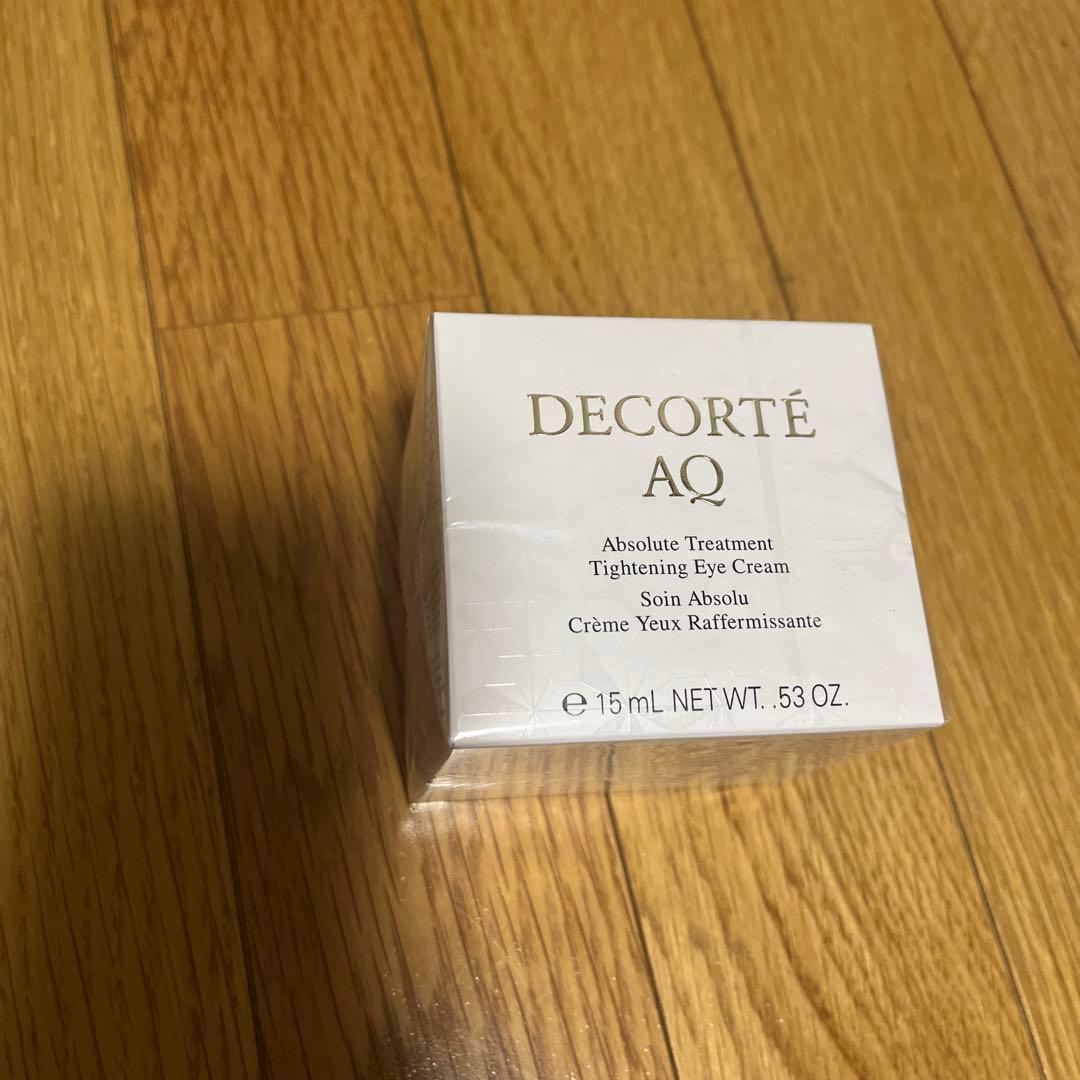 DECORTÉ
AQ
Absolute Treatment
Tightening Eye Cream
Soin Absolu
Crème Yeux Raffermissante
℮ 15 mL NET WT. .53 OZ.